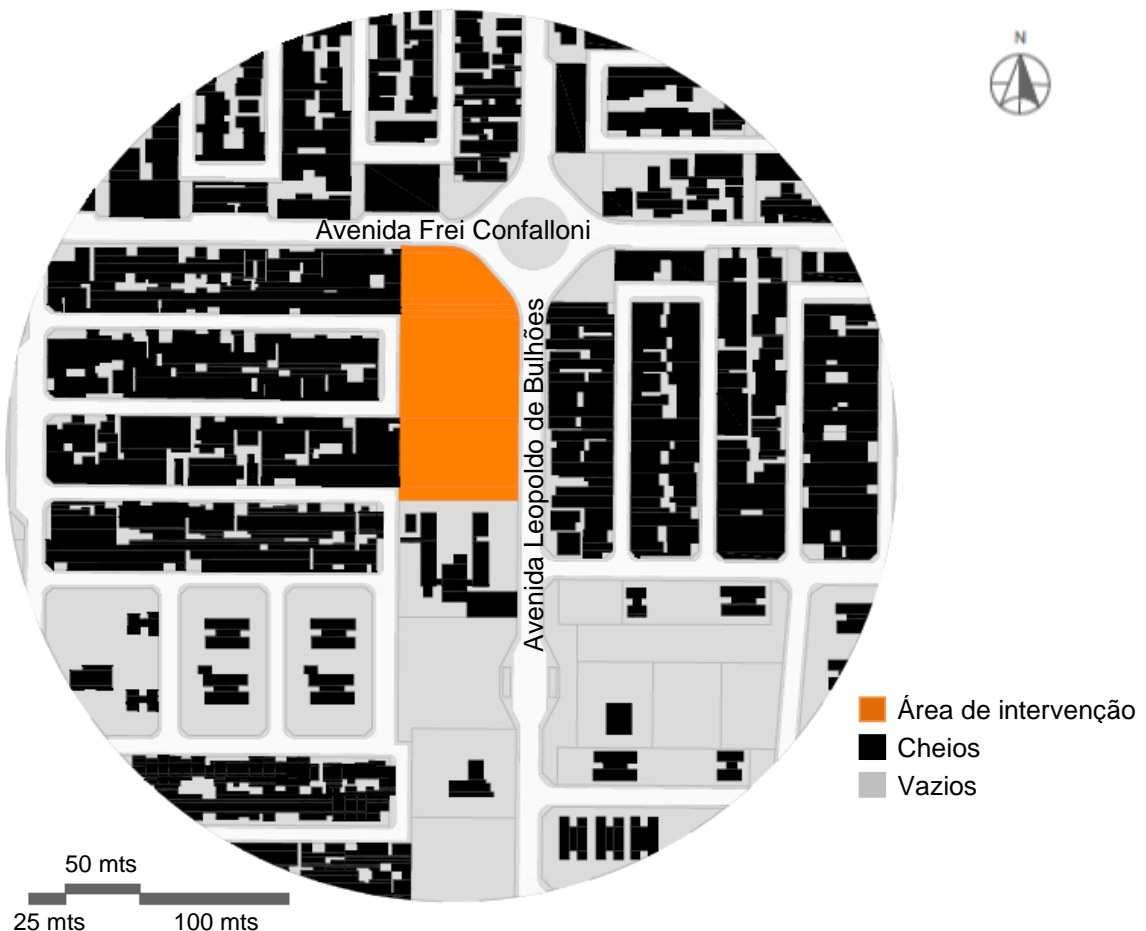 N
Avenida Frei Confalloni
Avenida Leopoldo de Bulhões
Área de intervenção
Cheios
Vazios
50 mts
25 mts
100 mts